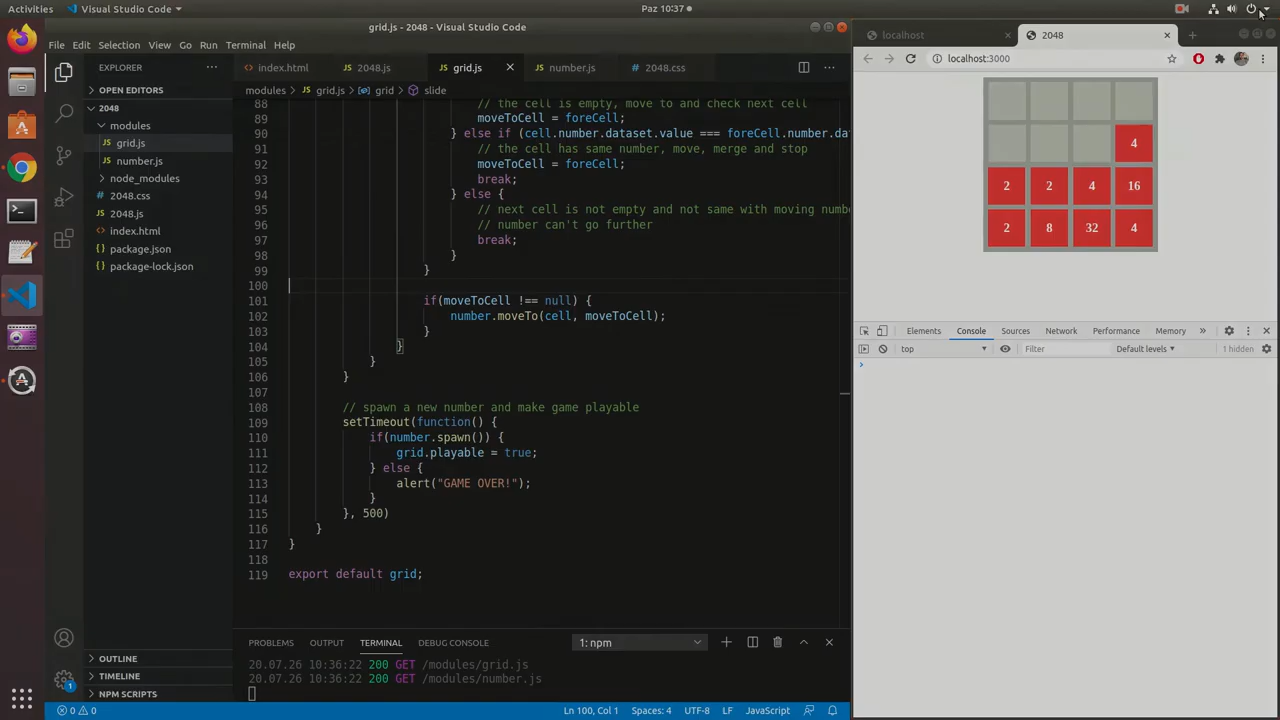 Visual Studio Code
Paz 10:37
grid.js - 2048 - Visual Studio Code
File Edit Selection View Go Run Terminal Help
EXPLORER
OPEN EDITORS
2048
modules
grid.js
number.js
node_modules
2048.css
2048.js
index.html
package.json
package-lock.json
OUTLINE
TIMELINE
NPM SCRIPTS
index.html 2048.js grid.js number.js 2048.css
modules > grid.js > grid > slide
88 // the cell is empty, move to and check next cell
89 moveToCell = foreCell;
90 } else if (cell.number.dataset.value === foreCell.number.da
91 // the cell has same number, move, merge and stop
92 moveToCell = foreCell;
93 break;
94 } else {
95 // next cell is not empty and not same with moving numb
96 // number can't go further
97 break;
98 }
99 }
100
101 if(moveToCell !== null) {
102 number.moveTo(cell, moveToCell);
103 }
104 }
105 }
106 }
107
108 // spawn a new number and make game playable
109 setTimeout(function() {
110 if(number.spawn()) {
111 grid.playable = true;
112 } else {
113 alert("GAME OVER!");
114 }
115 }, 500)
116 }
117 }
118
119 export default grid;
PROBLEMS OUTPUT TERMINAL DEBUG CONSOLE
1: npm
20.07.26 10:36:22 200 GET /modules/grid.js
20.07.26 10:36:22 200 GET /modules/number.js
0 0
Ln 100, Col 1 Spaces: 4 UTF-8 LF JavaScript
1
localhost 2048
localhost:3000
4
2 2 4 16
2 8 32 4
Elements Console Sources Network Performance Memory
top Filter Default levels 1 hidden